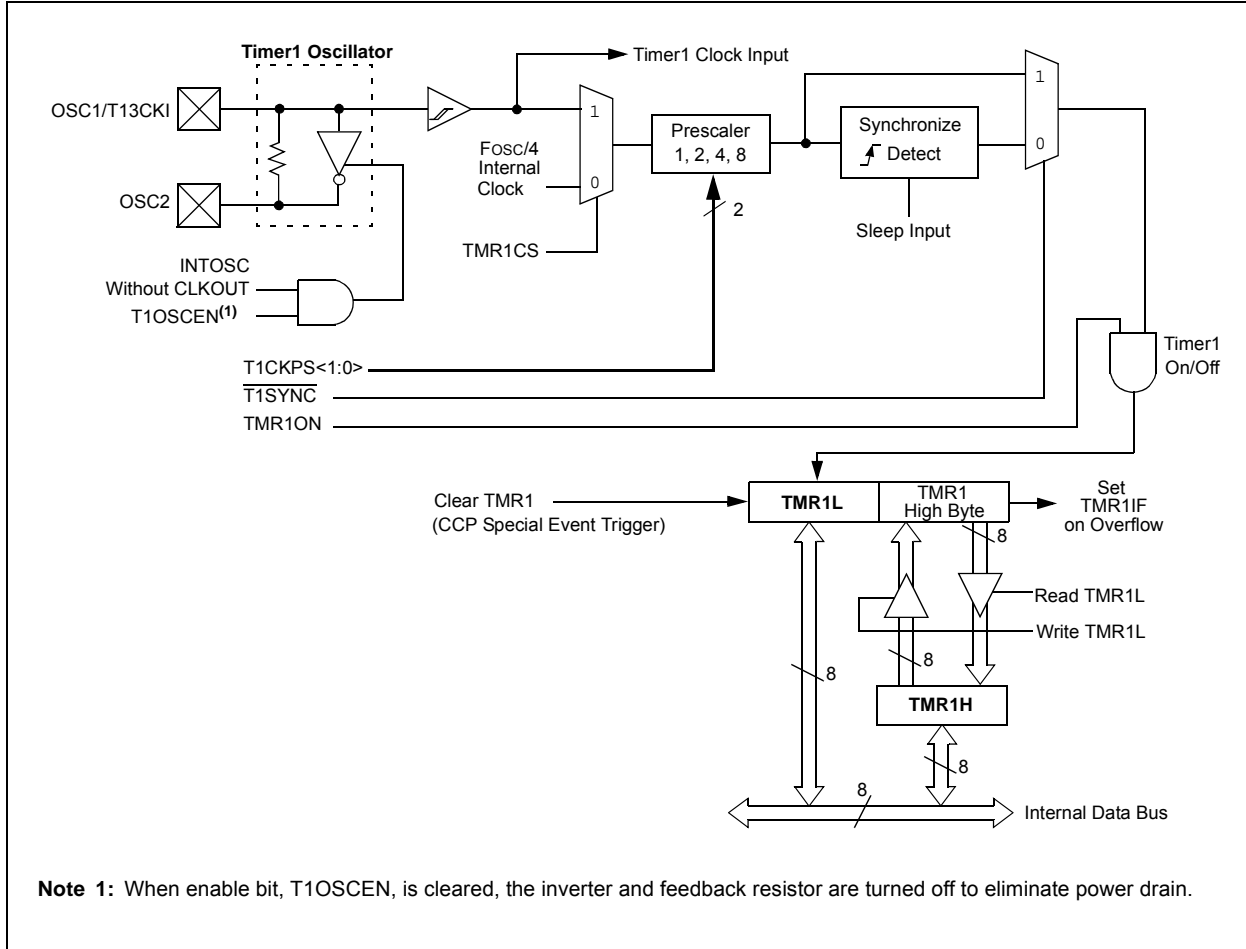 Timer1 Oscillator
Timer1 Clock Input
OSC1/T13CKI
1
FOSC/4
Internal
Clock
0
Prescaler
1, 2, 4, 8
Synchronize
Detect
1
0
OSC2
2
Sleep Input
TMR1CS
INTOSC
Without CLKOUT
T1OSCEN(1)
Timer1
On/Off
T1CKPS<1:0>
T1SYNC
TMR1ON
Clear TMR1
(CCP Special Event Trigger)
TMR1L
TMR1
High Byte
Set
TMR1IF
on Overflow
8
Read TMR1L
Write TMR1L
8
8
TMR1H
8
8
Internal Data Bus
Note 1: When enable bit, T1OSCEN, is cleared, the inverter and feedback resistor are turned off to eliminate power drain.